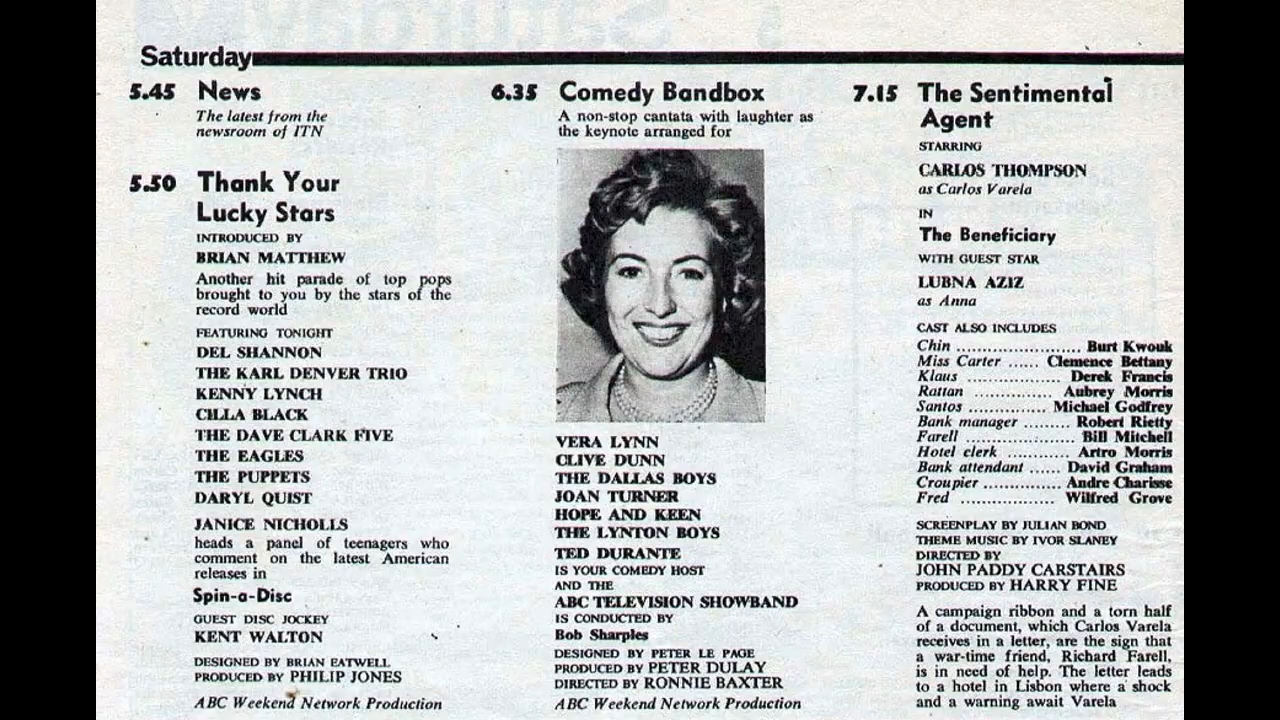 Saturday
5.45 News
The latest from the
newsroom of ITN
5.50 Thank Your
Lucky Stars
INTRODUCED BY
BRIAN MATTHEW
Another hit parade of top pops
brought to you by the stars of the
record world
FEATURING TONIGHT
DEL SHANNON
THE KARL DENVER TRIO
KENNY LYNCH
CILLA BLACK
THE DAVE CLARK FIVE
THE EAGLES
THE PUPPETS
DARYL QUIST
JANICE NICHOLLS
heads a panel of teenagers who
comment on the latest American
releases in
Spin-a-Disc
GUEST DISC JOCKEY
KENT WALTON
DESIGNED BY BRIAN EATWELL
PRODUCED BY PHILIP JONES
ABC Weekend Network Production
6.35 Comedy Bandbox
A non-stop cantata with laughter as
the keynote arranged for
VERA LYNN
CLIVE DUNN
THE DALLAS BOYS
JOAN TURNER
HOPE AND KEEN
THE LYNTON BOYS
TED DURANTE
IS YOUR COMEDY HOST
AND THE
ABC TELEVISION SHOWBAND
IS CONDUCTED BY
Bob Sharples
DESIGNED BY PETER LE PAGE
PRODUCED BY PETER DULAY
DIRECTED BY RONNIE BAXTER
ABC Weekend Network Production
7.15 The Sentimental
Agent
STARRING
CARLOS THOMPSON
as Carlos Varela
IN
The Beneficiary
WITH GUEST STAR
LUBNA AZIZ
as Anna
CAST ALSO INCLUDES
Chin ....................... Burt Kwouk
Miss Carter ...... Clemence Bettany
Klaus ................. Derek Francis
Rattan .............. Aubrey Morris
Santos .............. Michael Godfrey
Bank manager ........ Robert Rietty
Farell .................... Bill Mitchell
Hotel clerk ........... Artro Morris
Bank attendant ...... David Graham
Croupier .............. Andre Charisse
Fred ................. Wilfred Grove
SCREENPLAY BY JULIAN BOND
THEME MUSIC BY IVOR SLANEY
DIRECTED BY
JOHN PADDY CARSTAIRS
PRODUCED BY HARRY FINE
A campaign ribbon and a torn half
of a document, which Carlos Varela
receives in a letter, are the sign that
a war-time friend, Richard Farell,
is in need of help. The letter leads
to a hotel in Lisbon where a shock
and a warning await Varela